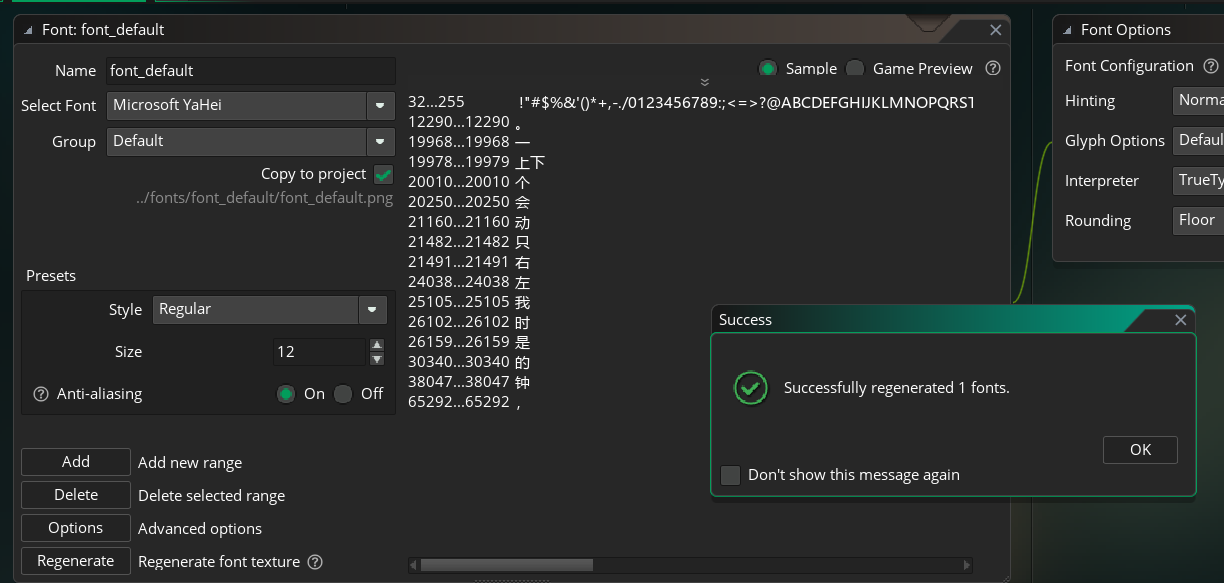 Font: font_default
Name font_default
Select Font Microsoft YaHei
Group Default
Copy to project
../fonts/font_default/font_default.png
Presets
Style Regular
Size 12
Anti-aliasing On Off
Add Add new range
Delete Delete selected range
Options Advanced options
Regenerate Regenerate font texture
Sample Game Preview
32...255 !"#$%&'()*+,-./0123456789:;<=>?@ABCDEFGHIJKLMNOPQRST
12290...12290 。
19968...19968 一
19978...19979 上下
20010...20010 个
20250...20250 会
21160...21160 动
21482...21482 只
21491...21491 右
24038...24038 左
25105...25105 我
26102...26102 时
26159...26159 是
30340...30340 的
38047...38047 钟
65292...65292 ，
Font Options
Font Configuration
Hinting Norma
Glyph Options Defaul
Interpreter TrueTy
Rounding Floor
Success
Successfully regenerated 1 fonts.
OK
Don't show this message again